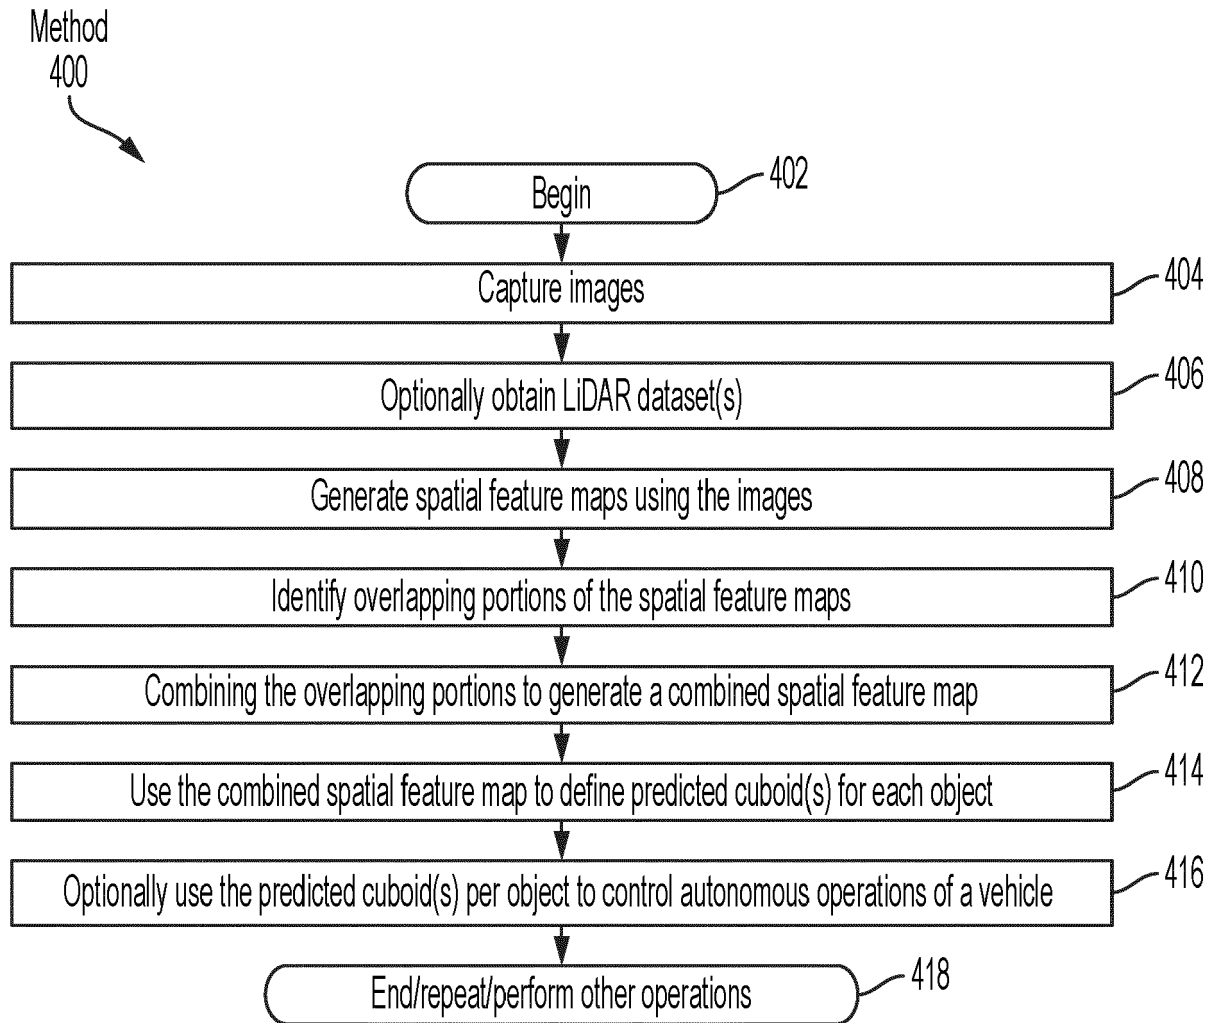 Method
400
Begin
402
Capture images
404
Optionally obtain LiDAR dataset(s)
406
Generate spatial feature maps using the images
408
Identify overlapping portions of the spatial feature maps
410
Combining the overlapping portions to generate a combined spatial feature map
412
Use the combined spatial feature map to define predicted cuboid(s) for each object
414
Optionally use the predicted cuboid(s) per object to control autonomous operations of a vehicle
416
End/repeat/perform other operations
418